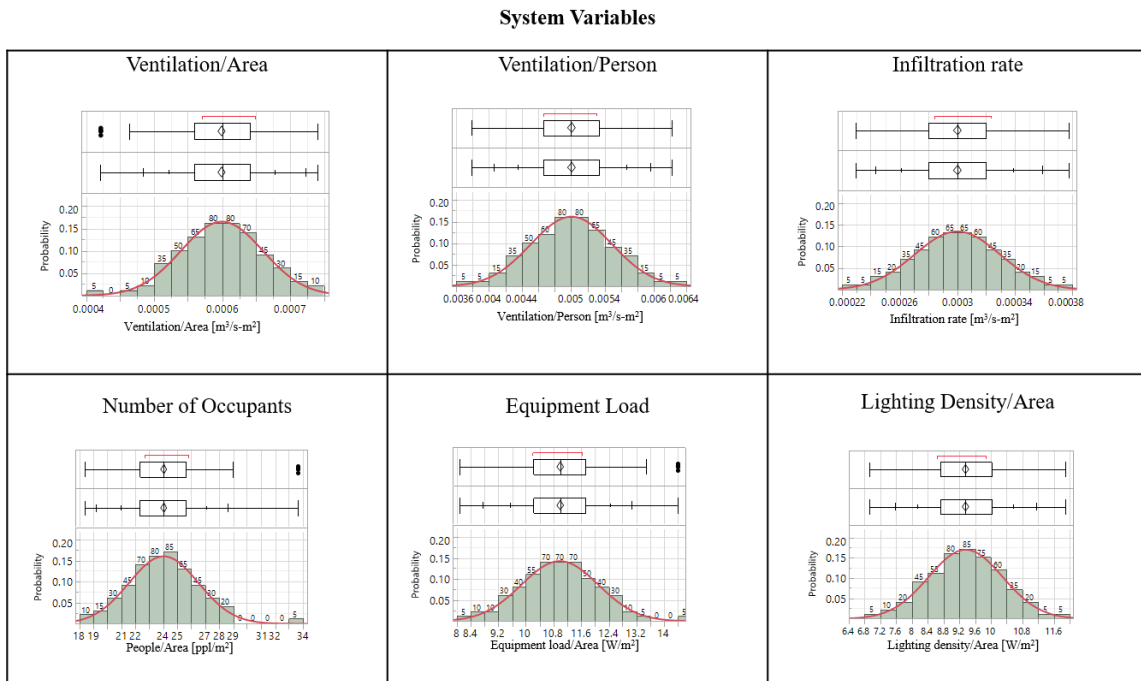 System Variables
Ventilation/Area
0.20
0.15
0.10
0.05
Probability
5 0 5 10 35 50 65 80 80 70 45 30 15 10
0.0004 0.0005 0.0006 0.0007
Ventilation/Area [m³/s-m²]
Ventilation/Person
0.20
0.15
0.10
0.05
Probability
5 5 15 35 50 60 80 80 65 45 35 15 5 5
0.0036 0.004 0.0044 0.005 0.0054 0.006 0.0064
Ventilation/Person [m³/s-m²]
Infiltration rate
0.20
0.15
0.10
0.05
Probability
5 5 15 20 35 45 60 65 65 60 45 35 20 15 5 5
0.00022 0.00026 0.0003 0.00034 0.00038
Infiltration rate [m³/s-m²]
Number of Occupants
0.20
0.15
0.10
0.05
Probability
10 15 30 45 70 80 85 65 45 30 20 0 0 0 0 5
18 19 21 22 24 25 27 28 29 31 32 34
People/Area [ppl/m²]
Equipment Load
0.20
0.15
0.10
0.05
Probability
5 10 10 30 40 55 70 70 70 50 40 30 10 5 0 0 5
8 8.4 9.2 10 10.8 11.6 12.4 13.2 14
Equipment load/Area [W/m²]
Lighting Density/Area
0.20
0.15
0.10
0.05
Probability
5 10 20 45 50 80 85 75 60 35 20 5 5
6.4 6.8 7.2 7.6 8 8.4 8.8 9.2 9.6 10 10.8 11.6
Lighting density/Area [W/m²]